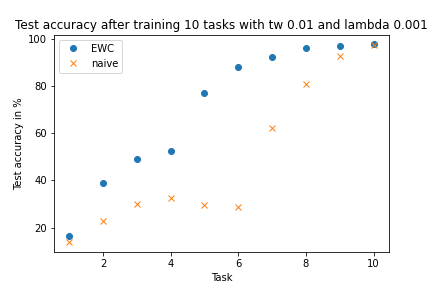 Test accuracy after training 10 tasks with tw 0.01 and lambda 0.001
EWC
naive
100
80
60
40
20
Test accuracy in %
2
4
6
8
10
Task